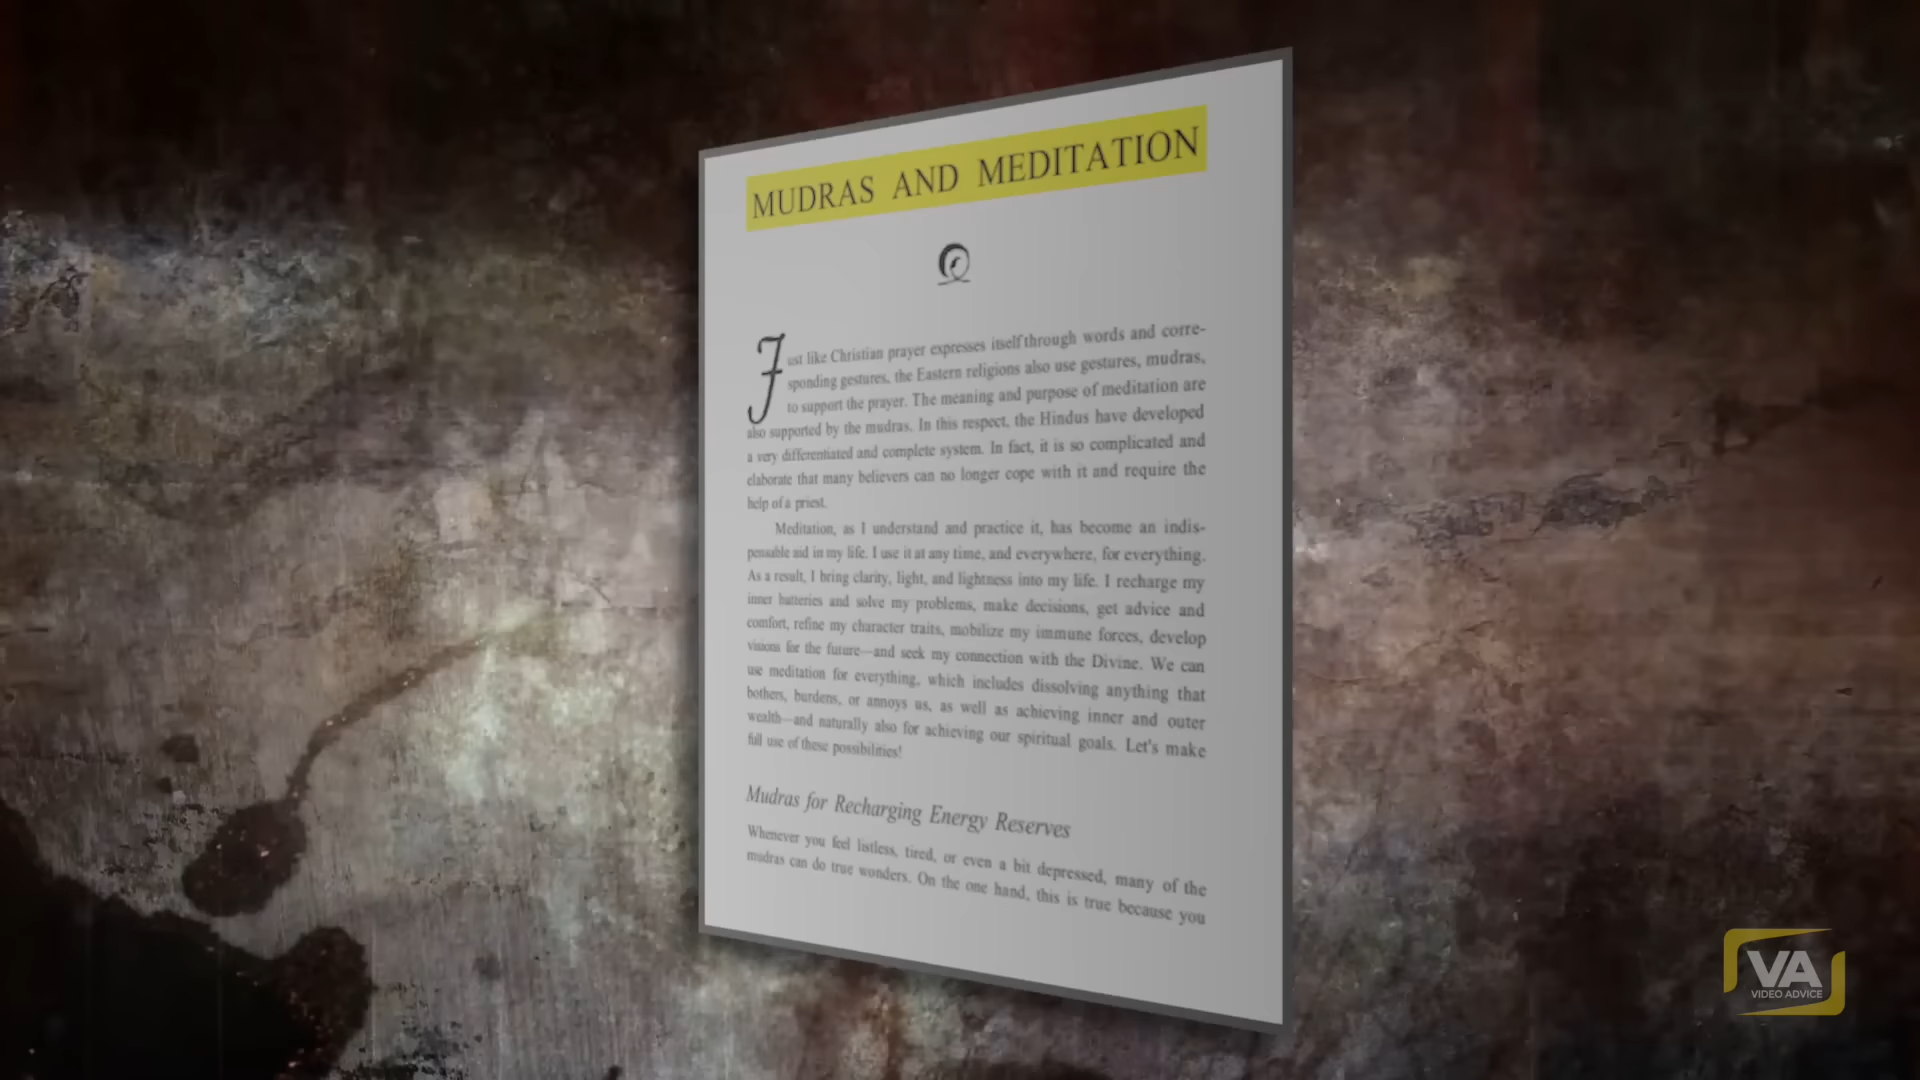 MUDRAS AND MEDITATION
Just like Christian prayer expresses itself through words and corre-
sponding gestures, the Eastern religions also use gestures, mudras,
to support the prayer. The meaning and purpose of meditation are
also supported by the mudras. In this respect, the Hindus have developed
a very differentiated and complete system. In fact, it is so complicated and
elaborate that many believers can no longer cope with it and require the
help of a priest.
Meditation, as I understand and practice it, has become an indis-
pensable aid in my life. I use it at any time, and everywhere, for everything.
As a result, I bring clarity, light, and lightness into my life. I recharge my
inner batteries and solve my problems, make decisions, get advice and
comfort, refine my character traits, mobilize my immune forces, develop
visions for the future—and seek my connection with the Divine. We can
use meditation for everything, which includes dissolving anything that
bothers, burdens, or annoys us, as well as achieving inner and outer
wealth—and naturally also for achieving our spiritual goals. Let's make
full use of these possibilities!
Mudras for Recharging Energy Reserves
Whenever you feel listless, tired, or even a bit depressed, many of the
mudras can do true wonders. On the one hand, this is true because you
VA
VIDEO ADVICE